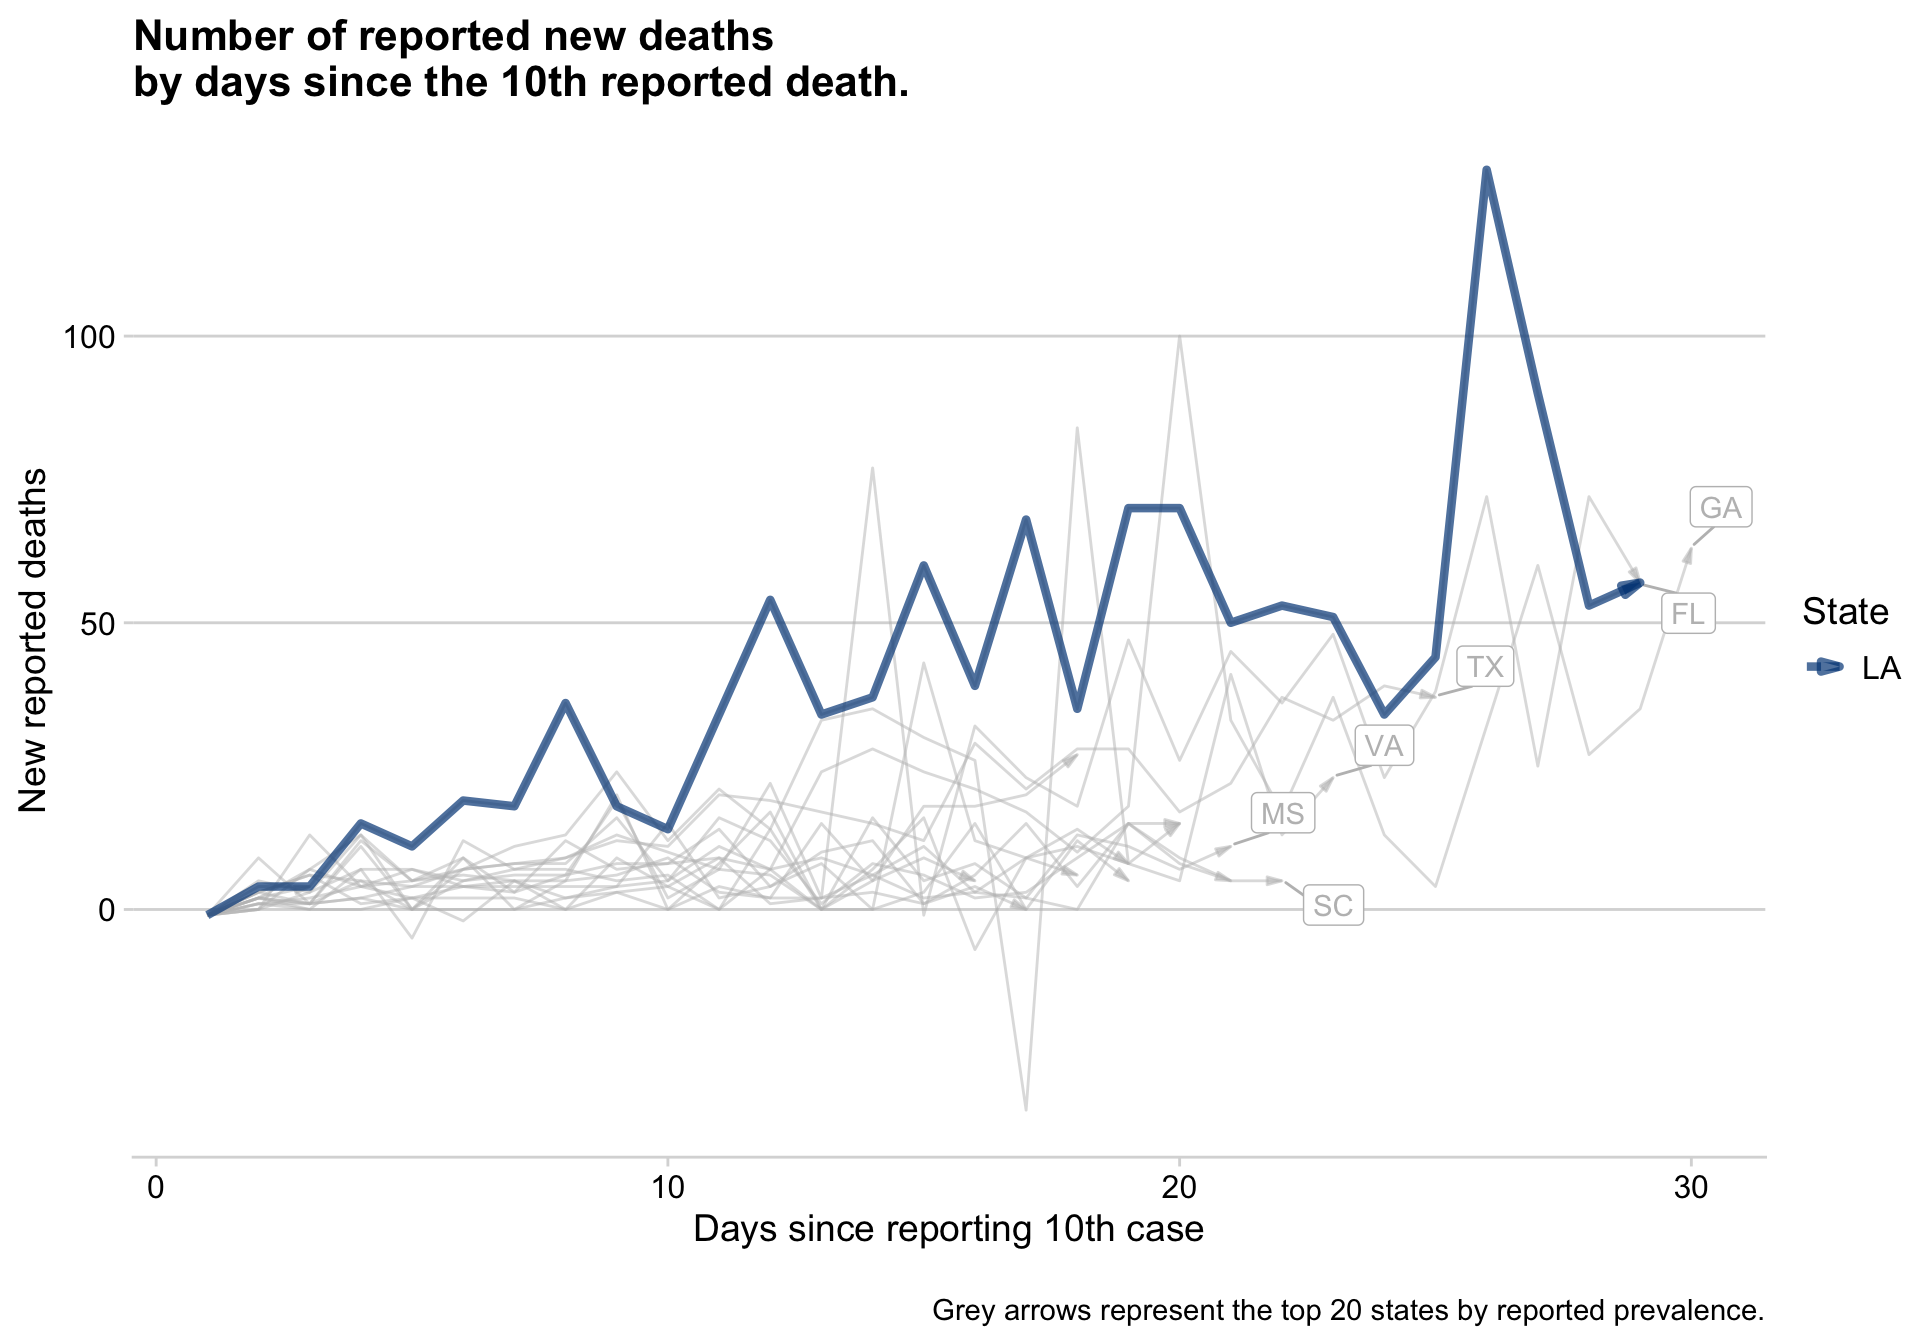 Number of reported new deaths
by days since the 10th reported death.
New reported deaths
100
50
0
GA
FL
TX
VA
MS
SC
State
LA
0 10 20 30
Days since reporting 10th case
Grey arrows represent the top 20 states by reported prevalence.